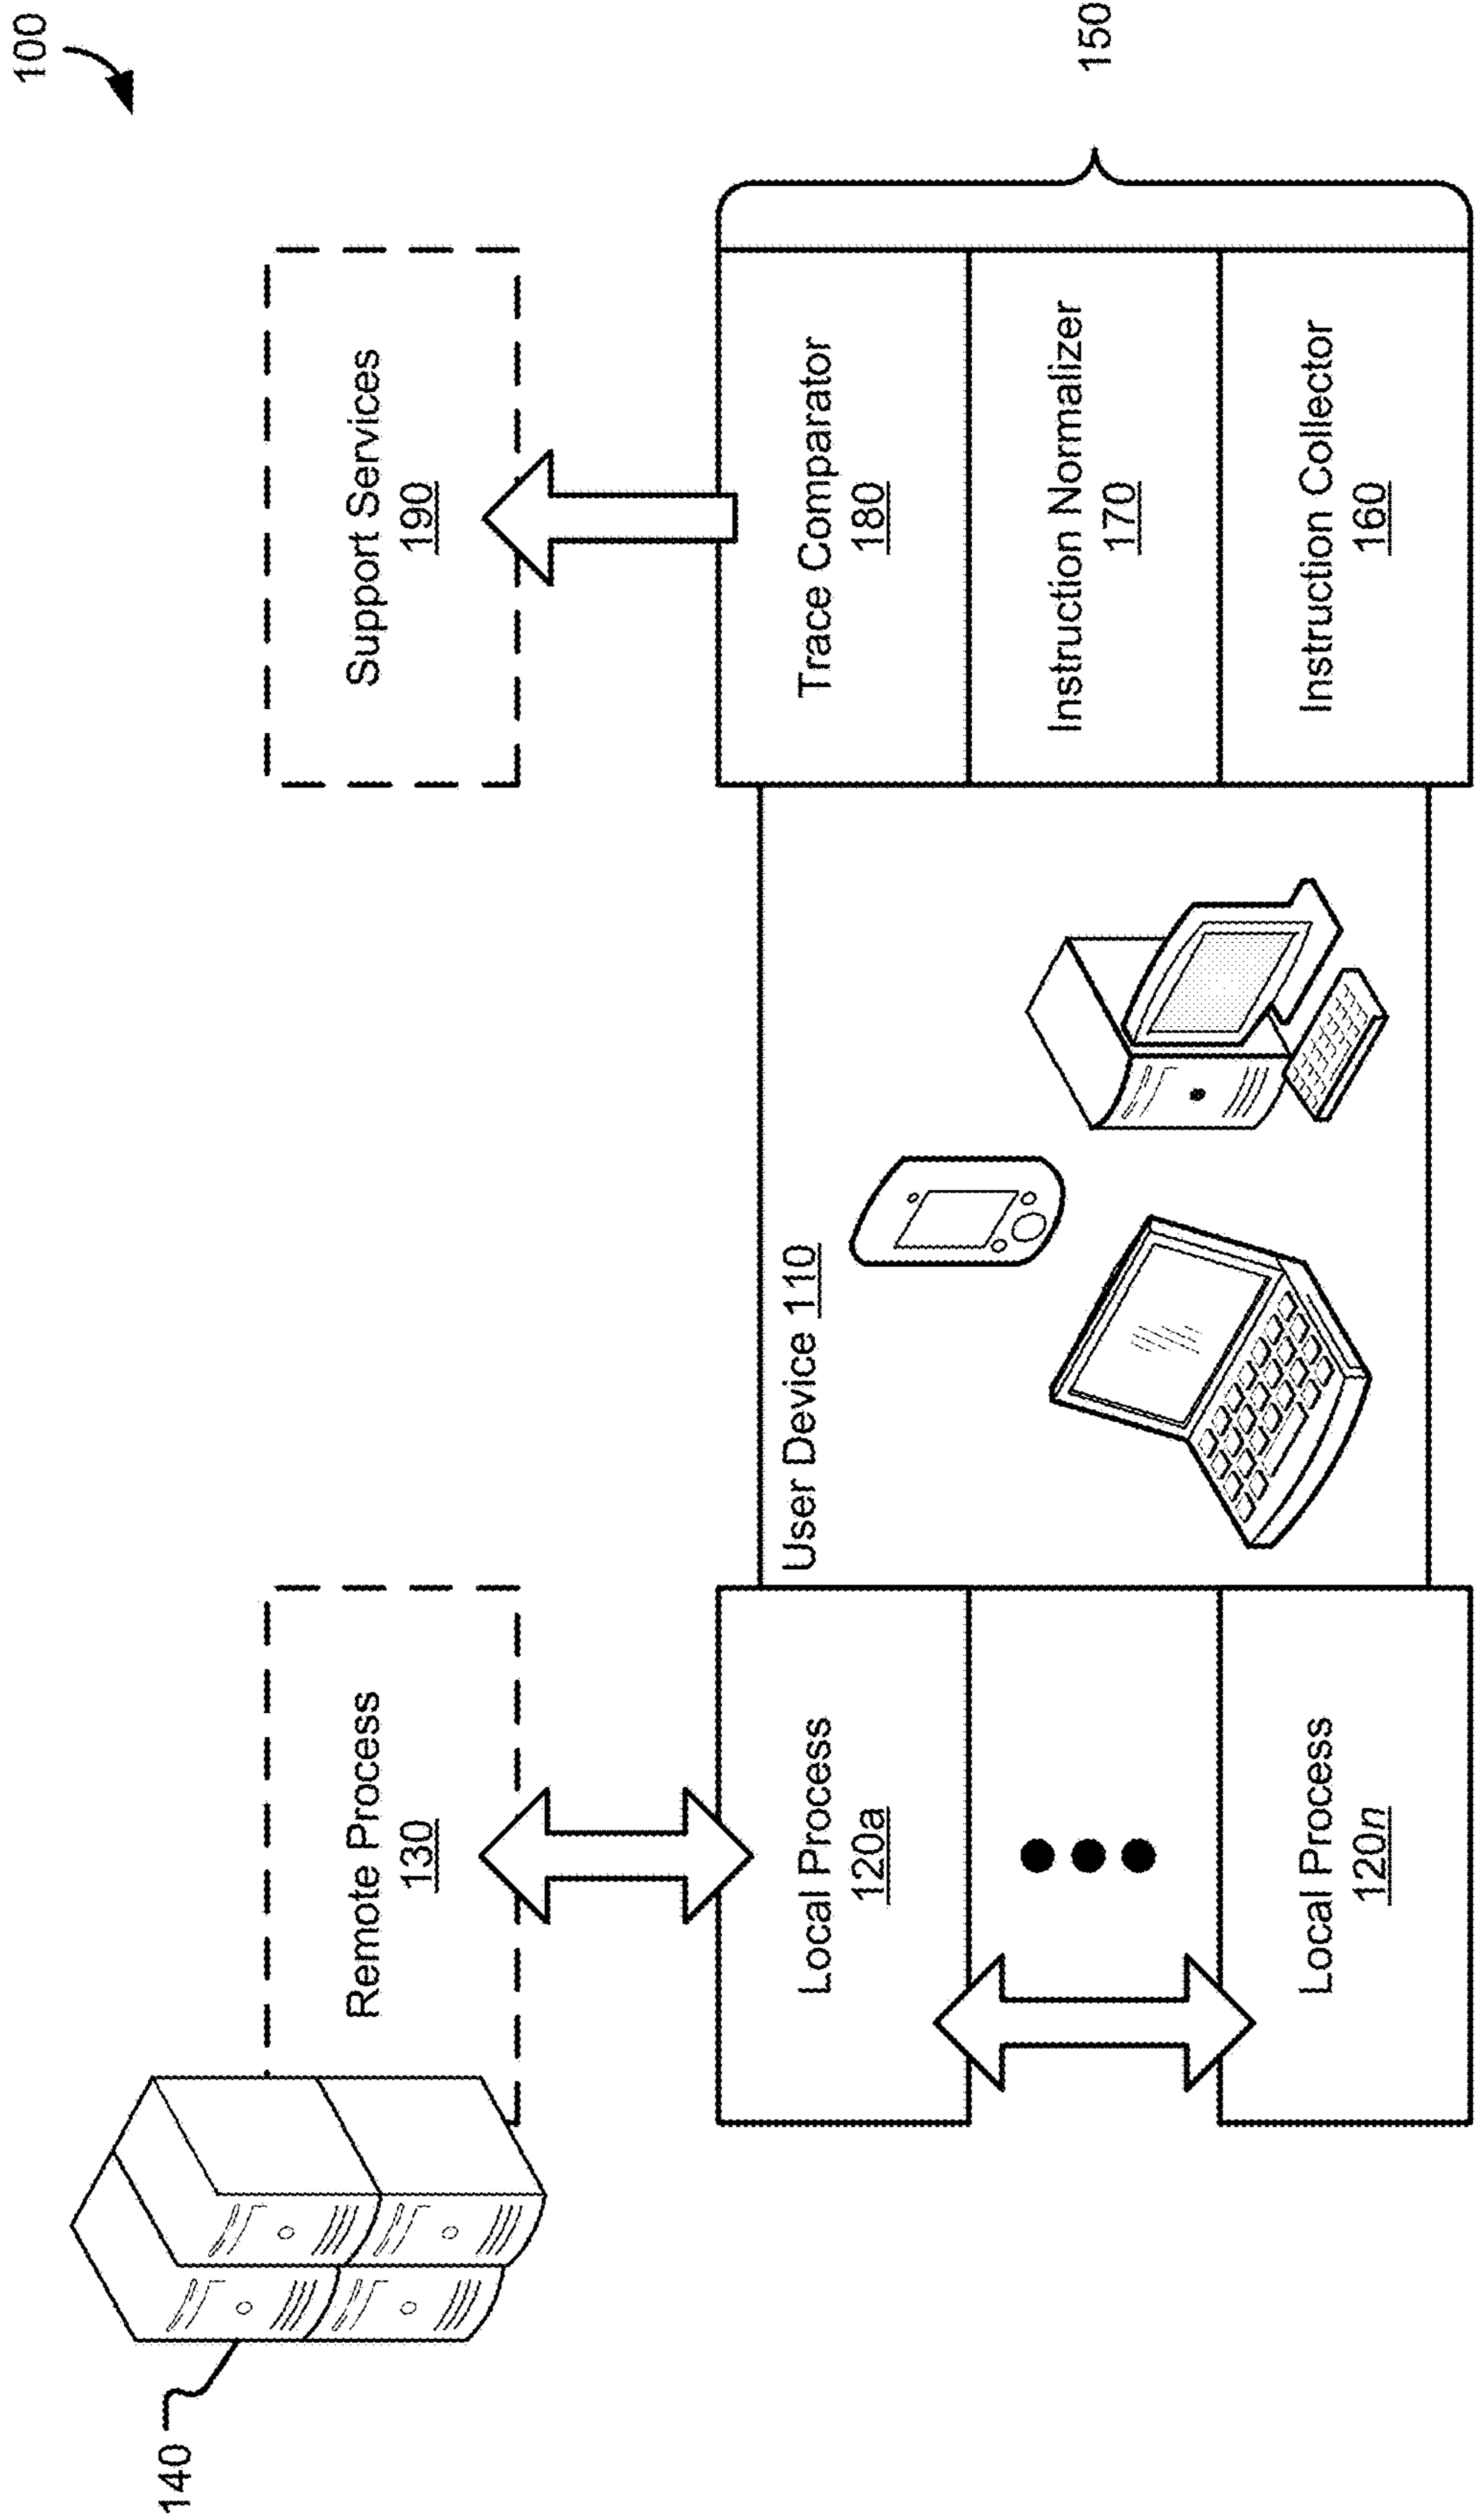 100
140
Remote Process
130
Support Services
190
Local Process
120a
User Device 110
Trace Comparator
180
Instruction Normalizer
170
150
Local Process
120n
Instruction Collector
160